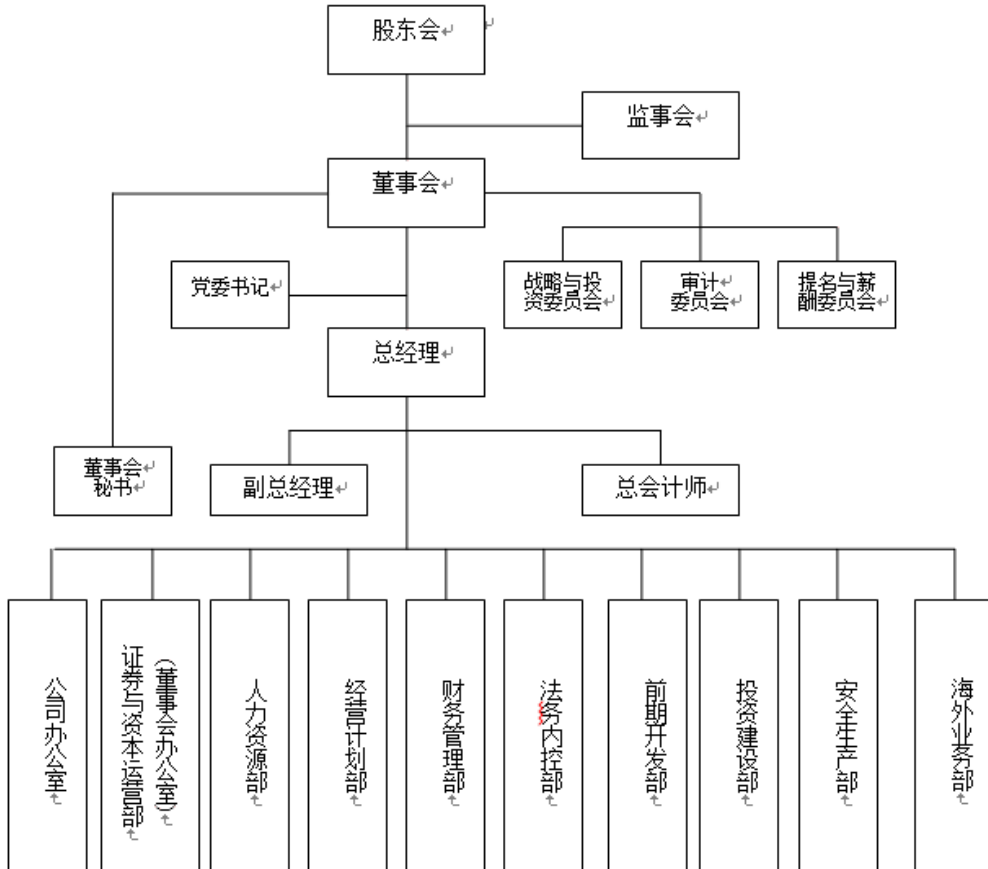 股东会
监事会
董事会
党委书记
战略与投
资委员会
审计
委员会
提名与薪
酬委员会
总经理
董事会
秘书
副总经理
总会计师
公司办公室
证券与资本运营部
(董事会办公室)
人力资源部
经营计划部
财务管理部
法务内控部
前期开发部
投资建设部
安全生产部
海外业务部